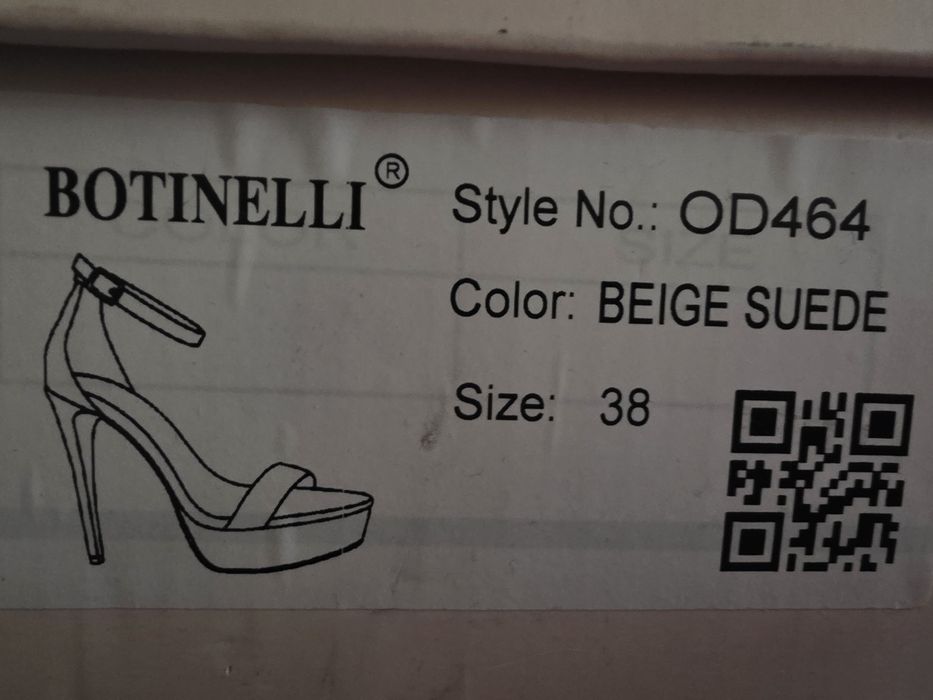 BOTINELLI®
Style No.: OD464
Color: BEIGE SUEDE
Size: 38